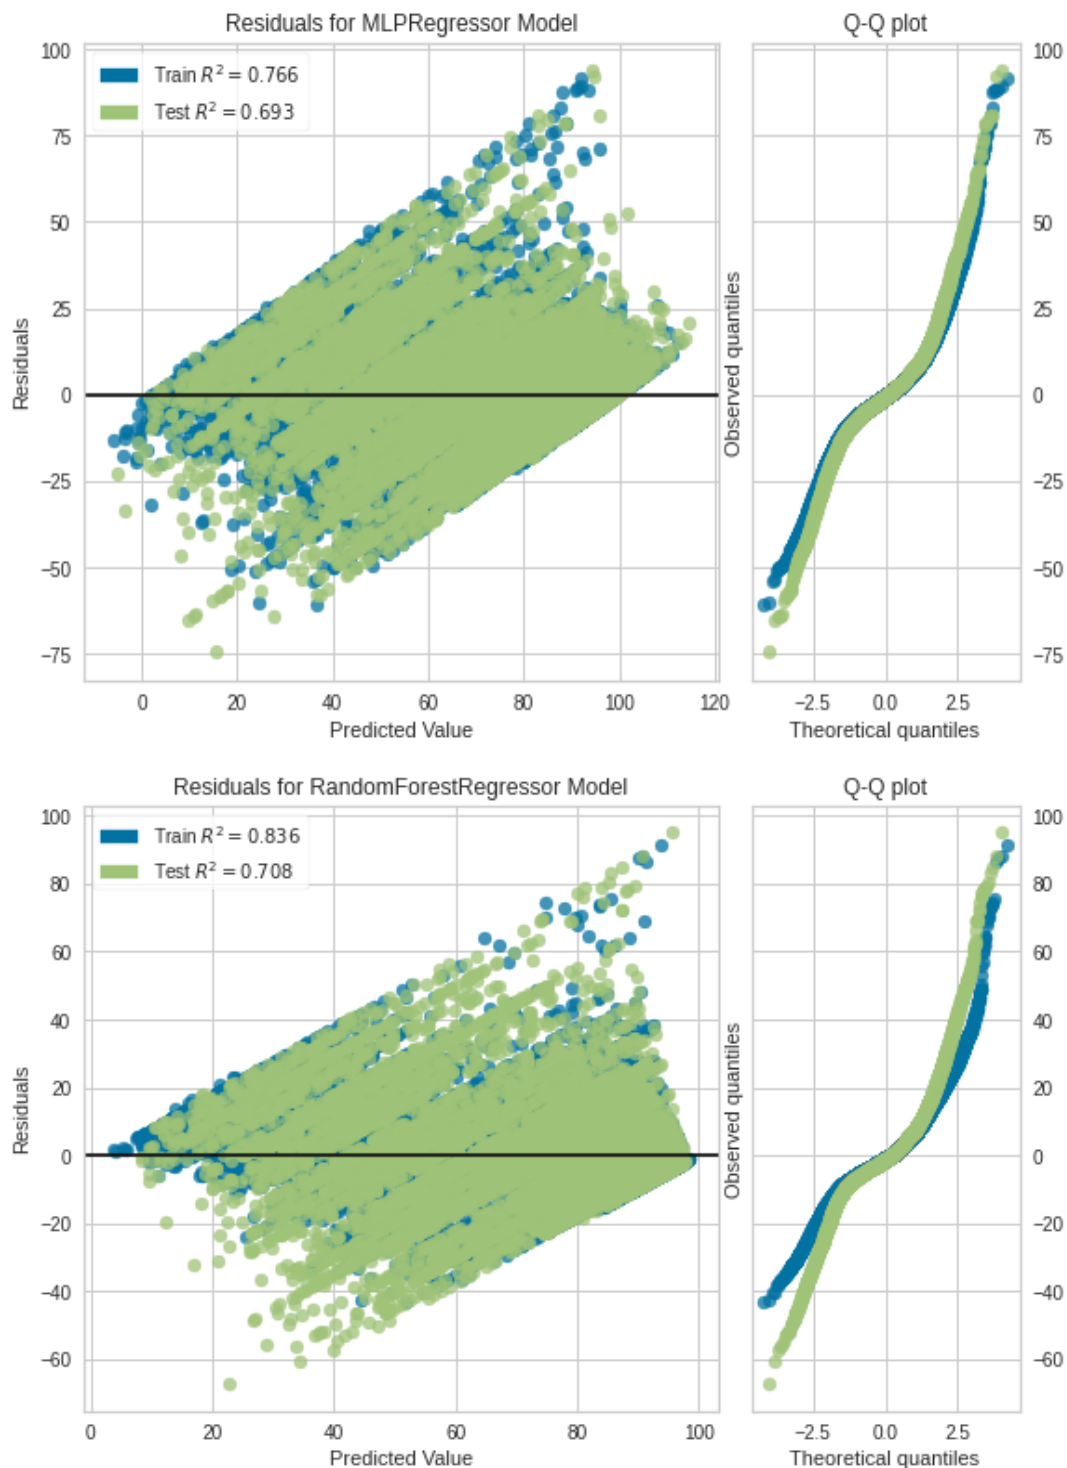 Residuals for MLPRegressor Model
Q-Q plot
Train R² = 0.766
Test R² = 0.693
100
75
50
25
0
−25
−50
−75
Residuals
0 20 40 60 80 100 120
Predicted Value
Observed quantiles
100
75
50
25
0
−25
−50
−75
−2.5 0.0 2.5
Theoretical quantiles
Residuals for RandomForestRegressor Model
Q-Q plot
Train R² = 0.836
Test R² = 0.708
100
80
60
40
20
0
−20
−40
−60
Residuals
0 20 40 60 80 100
Predicted Value
Observed quantiles
100
80
60
40
20
0
−20
−40
−60
−2.5 0.0 2.5
Theoretical quantiles